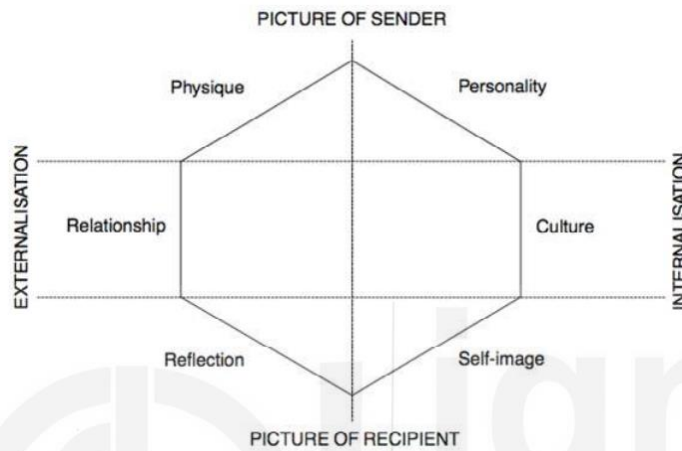 PICTURE OF SENDER
Physique
Personality
EXTERNALISATION
INTERNALISATION
Relationship
Culture
Reflection
Self-image
PICTURE OF RECIPIENT